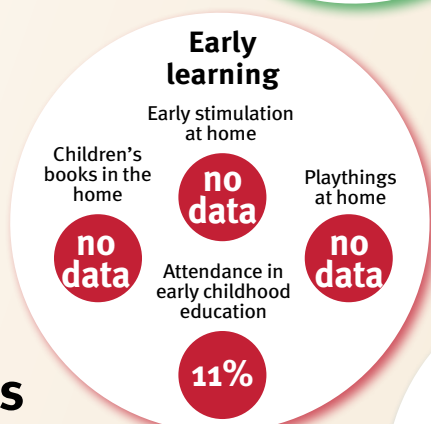 Early
learning
Early stimulation
at home
no
data
Children’s
books in the
home
no
data
Playthings
at home
no
data
Attendance in
early childhood
education
11%
s